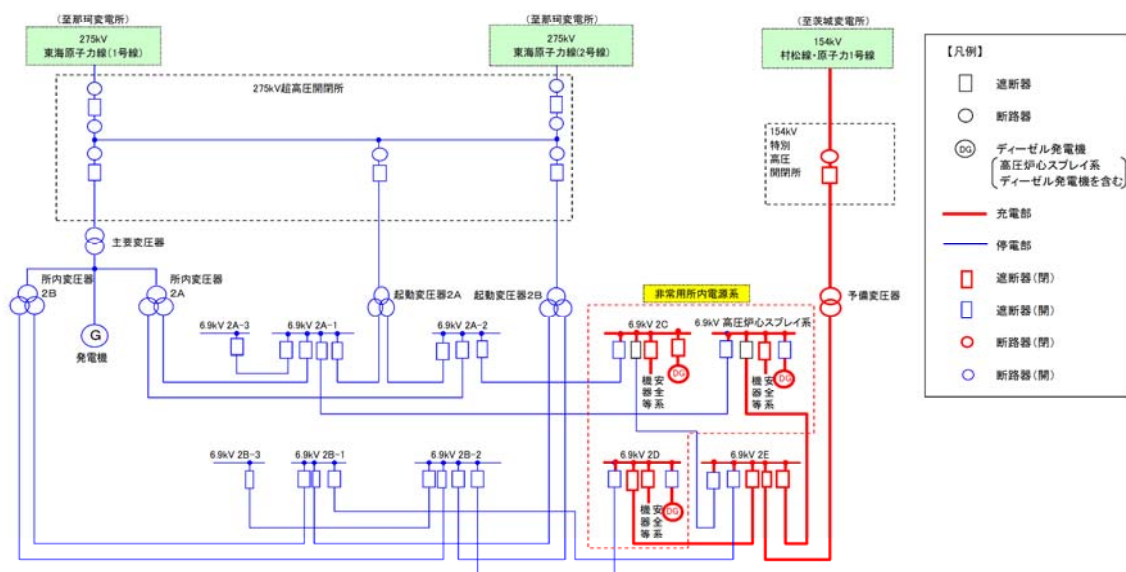 (至那珂変電所)
275kV
東海原子力線(1号線)
(至那珂変電所)
275kV
東海原子力線(2号線)
(至茨城変電所)
154kV
村松線・原子力1号線
275kV超高圧開閉所
154kV
特別
高圧
開閉所
主要変圧器
所内変圧器
2B
所内変圧器
2A
起動変圧器2A
起動変圧器2B
予備変圧器
G
発電機
非常用所内電源系
6.9kV 2A-3
6.9kV 2A-1
6.9kV 2A-2
6.9kV 2C
6.9kV 高圧炉心スプレイ系
DG
DG
安全系
機器等
安全系
機器等
6.9kV 2B-3
6.9kV 2B-1
6.9kV 2B-2
6.9kV 2D
6.9kV 2E
DG
安全系
機器等
【凡例】
遮断器
断路器
DG
ディーゼル発電機
高圧炉心スプレイ系
ディーゼル発電機を含む
充電部
停電部
遮断器(閉)
遮断器(開)
断路器(閉)
断路器(開)